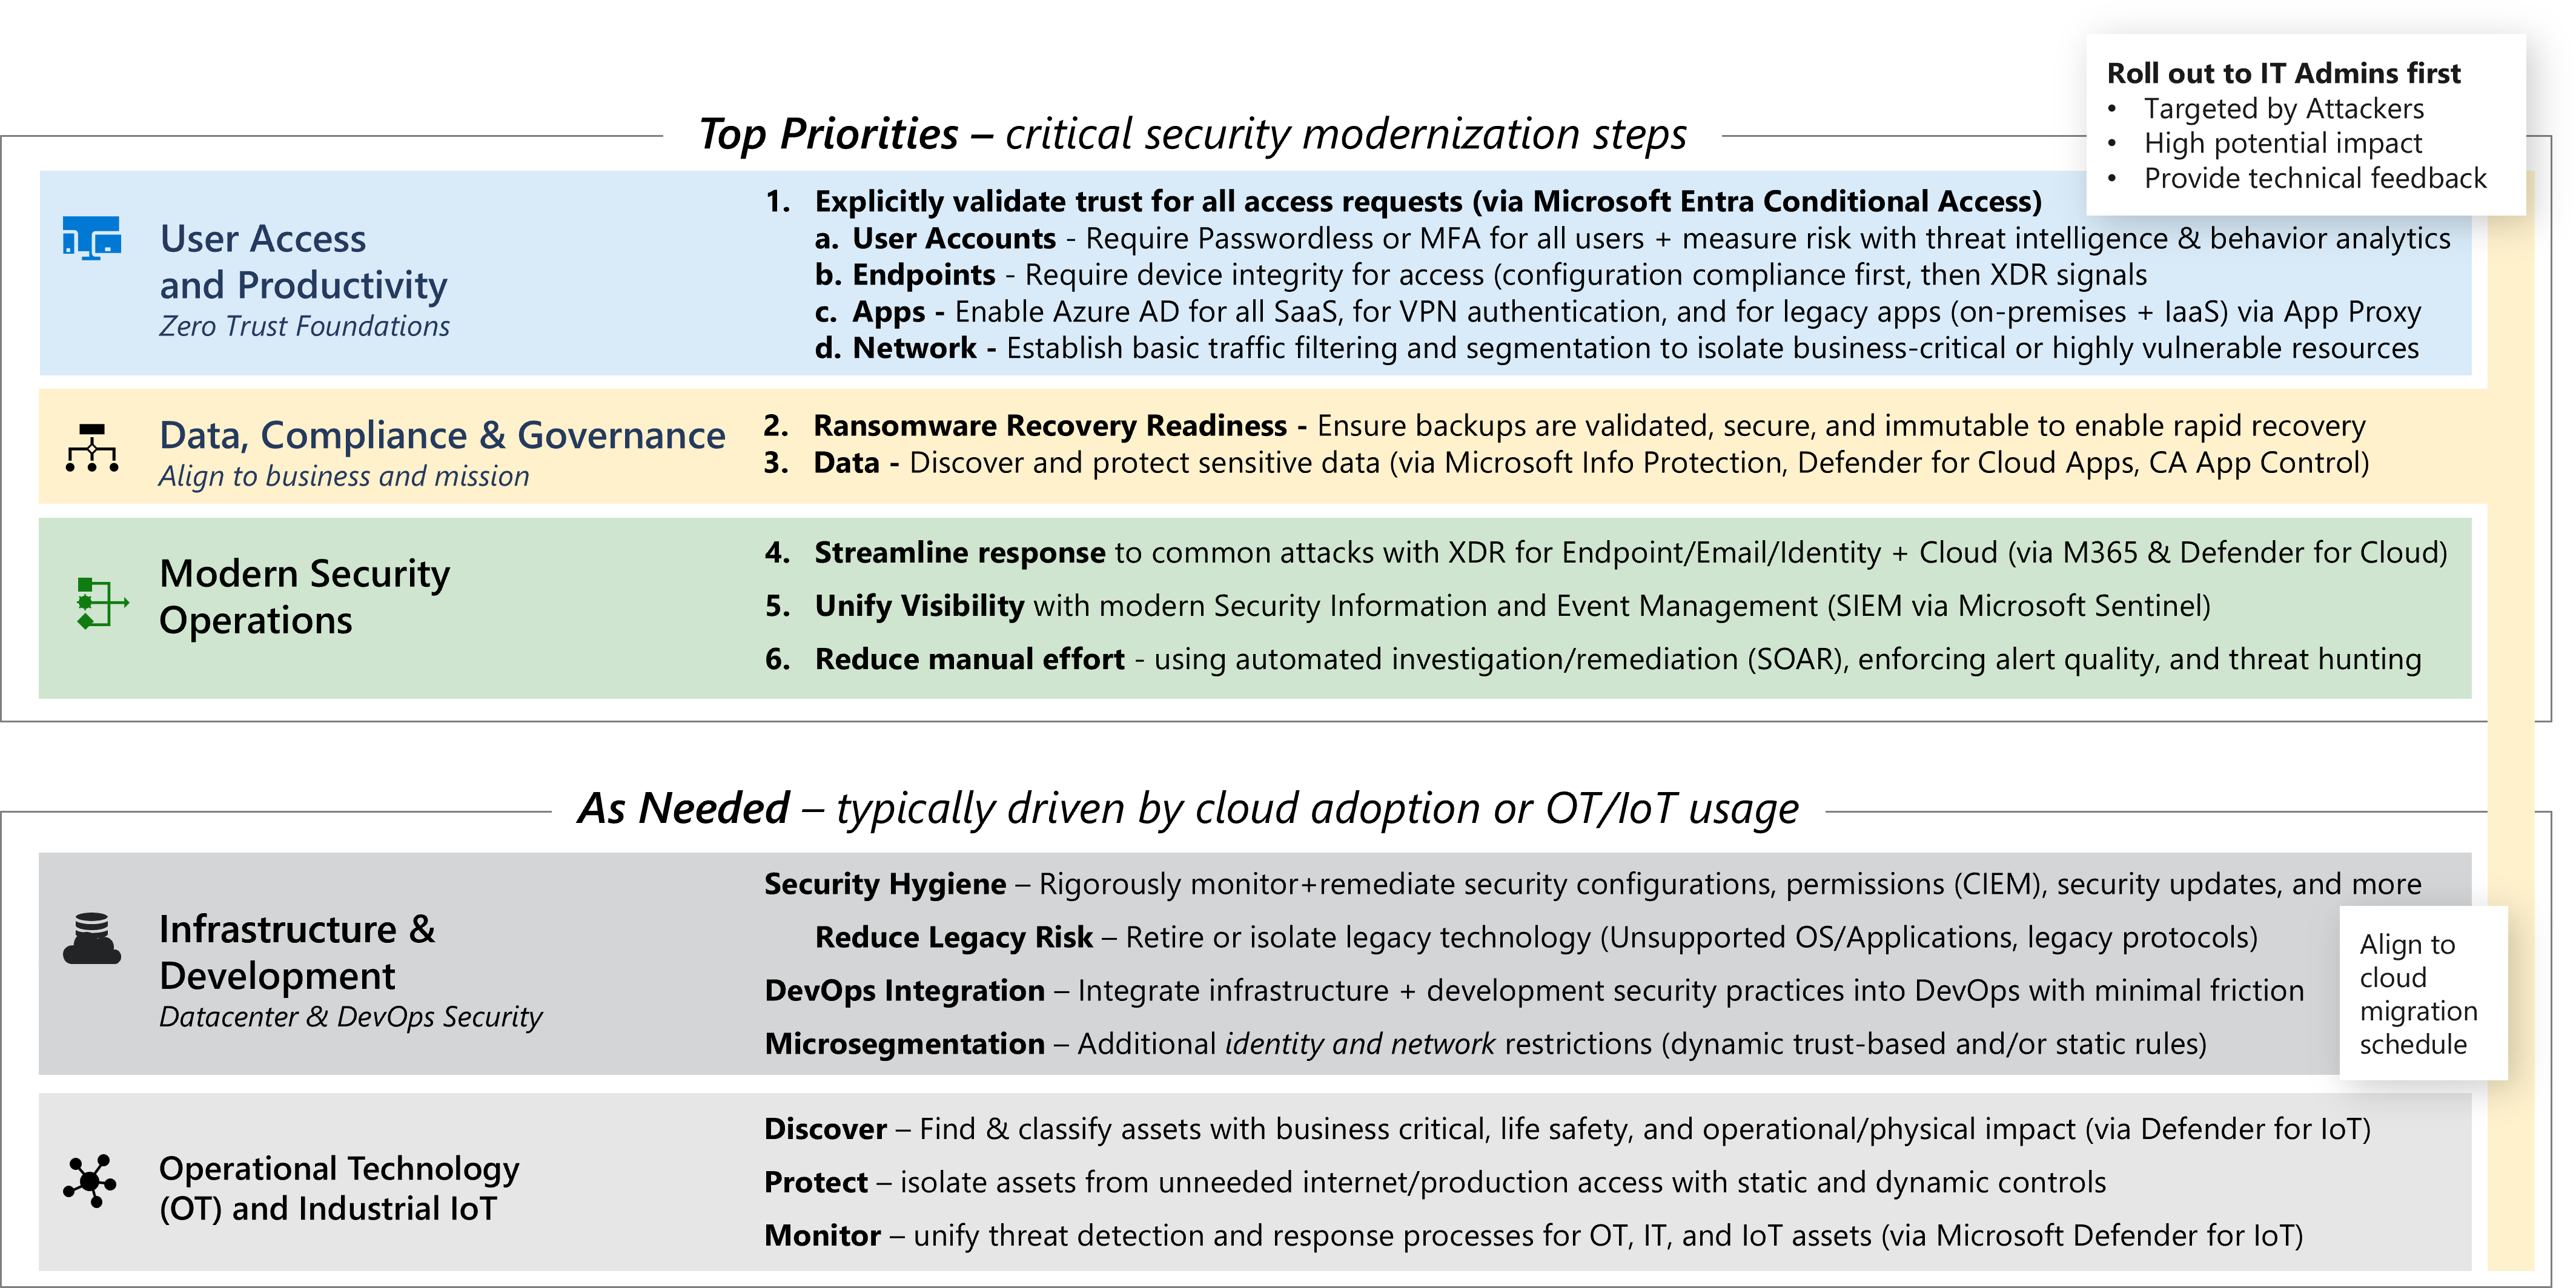 Roll out to IT Admins first
• Targeted by Attackers
• High potential impact
• Provide technical feedback
Top Priorities – critical security modernization steps
User Access
and Productivity
Zero Trust Foundations
1. Explicitly validate trust for all access requests (via Microsoft Entra Conditional Access)
a. User Accounts - Require Passwordless or MFA for all users + measure risk with threat intelligence & behavior analytics
b. Endpoints - Require device integrity for access (configuration compliance first, then XDR signals
c. Apps - Enable Azure AD for all SaaS, for VPN authentication, and for legacy apps (on-premises + IaaS) via App Proxy
d. Network - Establish basic traffic filtering and segmentation to isolate business-critical or highly vulnerable resources
Data, Compliance & Governance
Align to business and mission
2. Ransomware Recovery Readiness - Ensure backups are validated, secure, and immutable to enable rapid recovery
3. Data - Discover and protect sensitive data (via Microsoft Info Protection, Defender for Cloud Apps, CA App Control)
Modern Security
Operations
4. Streamline response to common attacks with XDR for Endpoint/Email/Identity + Cloud (via M365 & Defender for Cloud)
5. Unify Visibility with modern Security Information and Event Management (SIEM via Microsoft Sentinel)
6. Reduce manual effort - using automated investigation/remediation (SOAR), enforcing alert quality, and threat hunting
As Needed – typically driven by cloud adoption or OT/IoT usage
Infrastructure &
Development
Datacenter & DevOps Security
Security Hygiene – Rigorously monitor+remediate security configurations, permissions (CIEM), security updates, and more
Reduce Legacy Risk – Retire or isolate legacy technology (Unsupported OS/Applications, legacy protocols)
DevOps Integration – Integrate infrastructure + development security practices into DevOps with minimal friction
Microsegmentation – Additional identity and network restrictions (dynamic trust-based and/or static rules)
Align to
cloud
migration
schedule
Operational Technology
(OT) and Industrial IoT
Discover – Find & classify assets with business critical, life safety, and operational/physical impact (via Defender for IoT)
Protect – isolate assets from unneeded internet/production access with static and dynamic controls
Monitor – unify threat detection and response processes for OT, IT, and IoT assets (via Microsoft Defender for IoT)